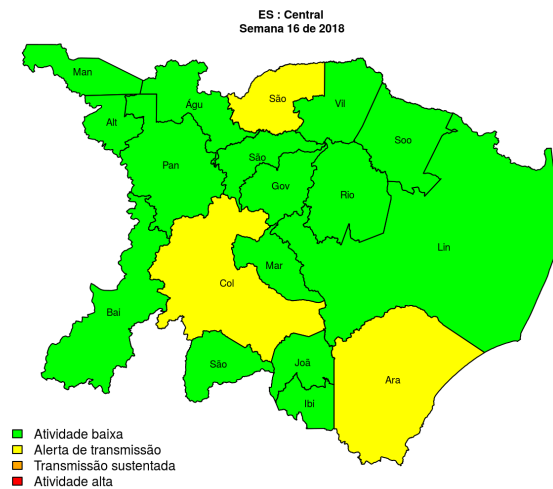 ES : Central
Semana 16 de 2018
Man
Águ
São
Vil
Alt
Soo
Pan
São
Gov
Rio
Lin
Mar
Col
Bai
São
Joã
Ara
Ibi
Atividade baixa
Alerta de transmissão
Transmissão sustentada
Atividade alta